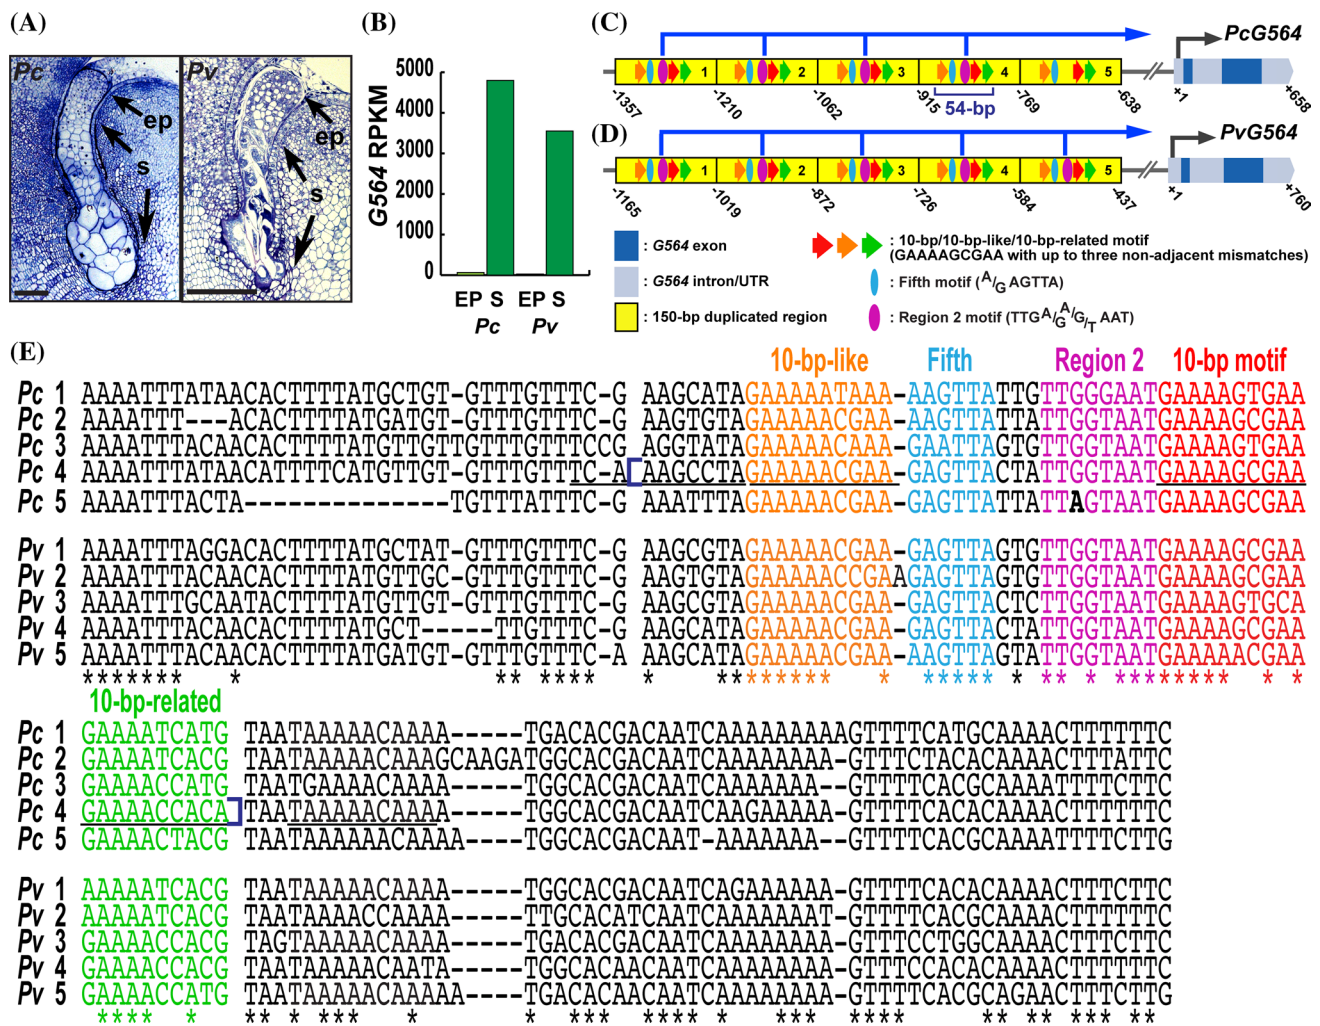 (A)
Pc
ep
s
Pv
ep
s
(B)
G564 RPKM
5000
4000
3000
2000
1000
0
EP S EP S
Pc Pv
(C)
PcG564
1 2 3 4 5
-1357 -1210 -1062 -915 -769 -638 +1 +658
54-bp
(D)
PvG564
1 2 3 4 5
-1165 -1019 -872 -726 -584 -437 +1 +760
: G564 exon
: G564 intron/UTR
: 150-bp duplicated region
: 10-bp/10-bp-like/10-bp-related motif
(GAAAAGCGAA with up to three non-adjacent mismatches)
: Fifth motif (A/G AGTTA)
: Region 2 motif (TTGA/GA/G/T AAT)
(E)
10-bp-like Fifth Region 2 10-bp motif
Pc 1 AAAATTTATAACACTTTTATGCTGT-GTTTGTTTC-G AAGCATAGAAAAATAAA-AAGTTATTGTTGGGAATGAAAAGTGAA
Pc 2 AAAATTT---ACACTTTTATGATGT-GTTTGTTTC-G AAGTGTAGAAAAACGAA-GAGTTAGTGTTGGTAATGAAAAGCGAA
Pc 3 AAAATTTACAACACTTTTATGTTGTTGTTTGTTTCCG AGGTATAGAAAAACGAA-GAATTAGTGTTGGTAATGAAAAGTGAA
Pc 4 AAAATTTATAACATTTTCATGTTGT-GTTTGTTTC-A AAGCCTAGAAAAACGAA-GAGTTACTATTGGTAATGAAAAGCGAA
Pc 5 AAAATTTACTA--------------TGTTTATTTC-G AAATTTAGAAAAACGAA-GAGTTATTATTAGTAATGAAAAGCGAA
Pv 1 AAAATTTAGGACACTTTTATGCTAT-GTTTGTTTC-G AAGCGTAGAAAAACGAA-GAGTTAGTGTTGGTAATGAAAAGCGAA
Pv 2 AAAATTTACAACACTTTTATGTTGC-GTTTGTTTC-G AAGTGTAGAAAAACCGAAGAGTTAGTGTTGGTAATGAAAAGCGAA
Pv 3 AAAATTTGCAATACTTTTATGTTGT-GTTTGTTTC-G AAGCGTAGAAAAACGAA-GAGTTACTCTTGGTAATGAAAAGTGCA
Pv 4 AAAATTTACAACACTTTTATGCT-----TTGTTTC-G AAGCATAGAAAAACGAA-GAGTTACTATTGGTAATGAAAAGCGAA
Pv 5 AAAATTTACAACACTTTTATGATGT-GTTTGTTTC-A AAGCATAGAAAAACGAA-AAGTTAGTATTGGTAATGAAAAACGAA
******* * ** **** * ** ****** * ***** * ** * *** ***** * *
10-bp-related
Pc 1 GAAAATCATG TAATAAAAACAAAA-----TGACACGACAATCAAAAAAAAAGTTTTCATGCAAAACTTTTTTC
Pc 2 GAAAATCACG TAATAAAAACAAAGCAAGATGGCACGACAATCAAAAAAAA-GTTTTCTACACAAAACTTTATTC
Pc 3 GAAAACCATG TAATGAAAACAAAA-----TGGCACGACAATCAAAAAAAA-GTTTTCACGCAAAACTTTCTTC
Pc 4 GAAAACCACA TAATAAAAACAAAA-----TGGCACGACAATCAAGAAAAA-GTTTTCACACAAAACTTTCTTC
Pc 5 GAAAACTACG TAATAAAAACAAAA-----TGGCACGACAAT-AAAAAAA-GTTTTCACGCAAAATTTTCTTG
Pv 1 AAAAATCACG TAATAAAAACAAAA-----TGGCACGACAATCAGAAAAAA-GTTTTCACACAAAACTTTCTTC
Pv 2 AAAAATCACG TAATAAAACCAAAA-----TTGCACATCAATCAAAAAAAT-GTTTTCACGCAAAACTTTTTTC
Pv 3 GAAAACCACG TAGTAAAAACAAAA-----TGACACGACAATCAAAAAAAA-GTTTCCTGGCAAAACTTTCTTC
Pv 4 GAAAACCACG TAATAAAAACAATA-----TGGCACAACAATCAAAAAAAA-GTTTCCACACAAAACTTTCTTC
Pv 5 GAAAACCATG TAATAAAACAAAAA-----TGACACAACAATCAAAAAAAA-GTTTTCACGCAGAACTTTCTTG
**** * ** * *** * * *** **** * *** **** ** ** *** **